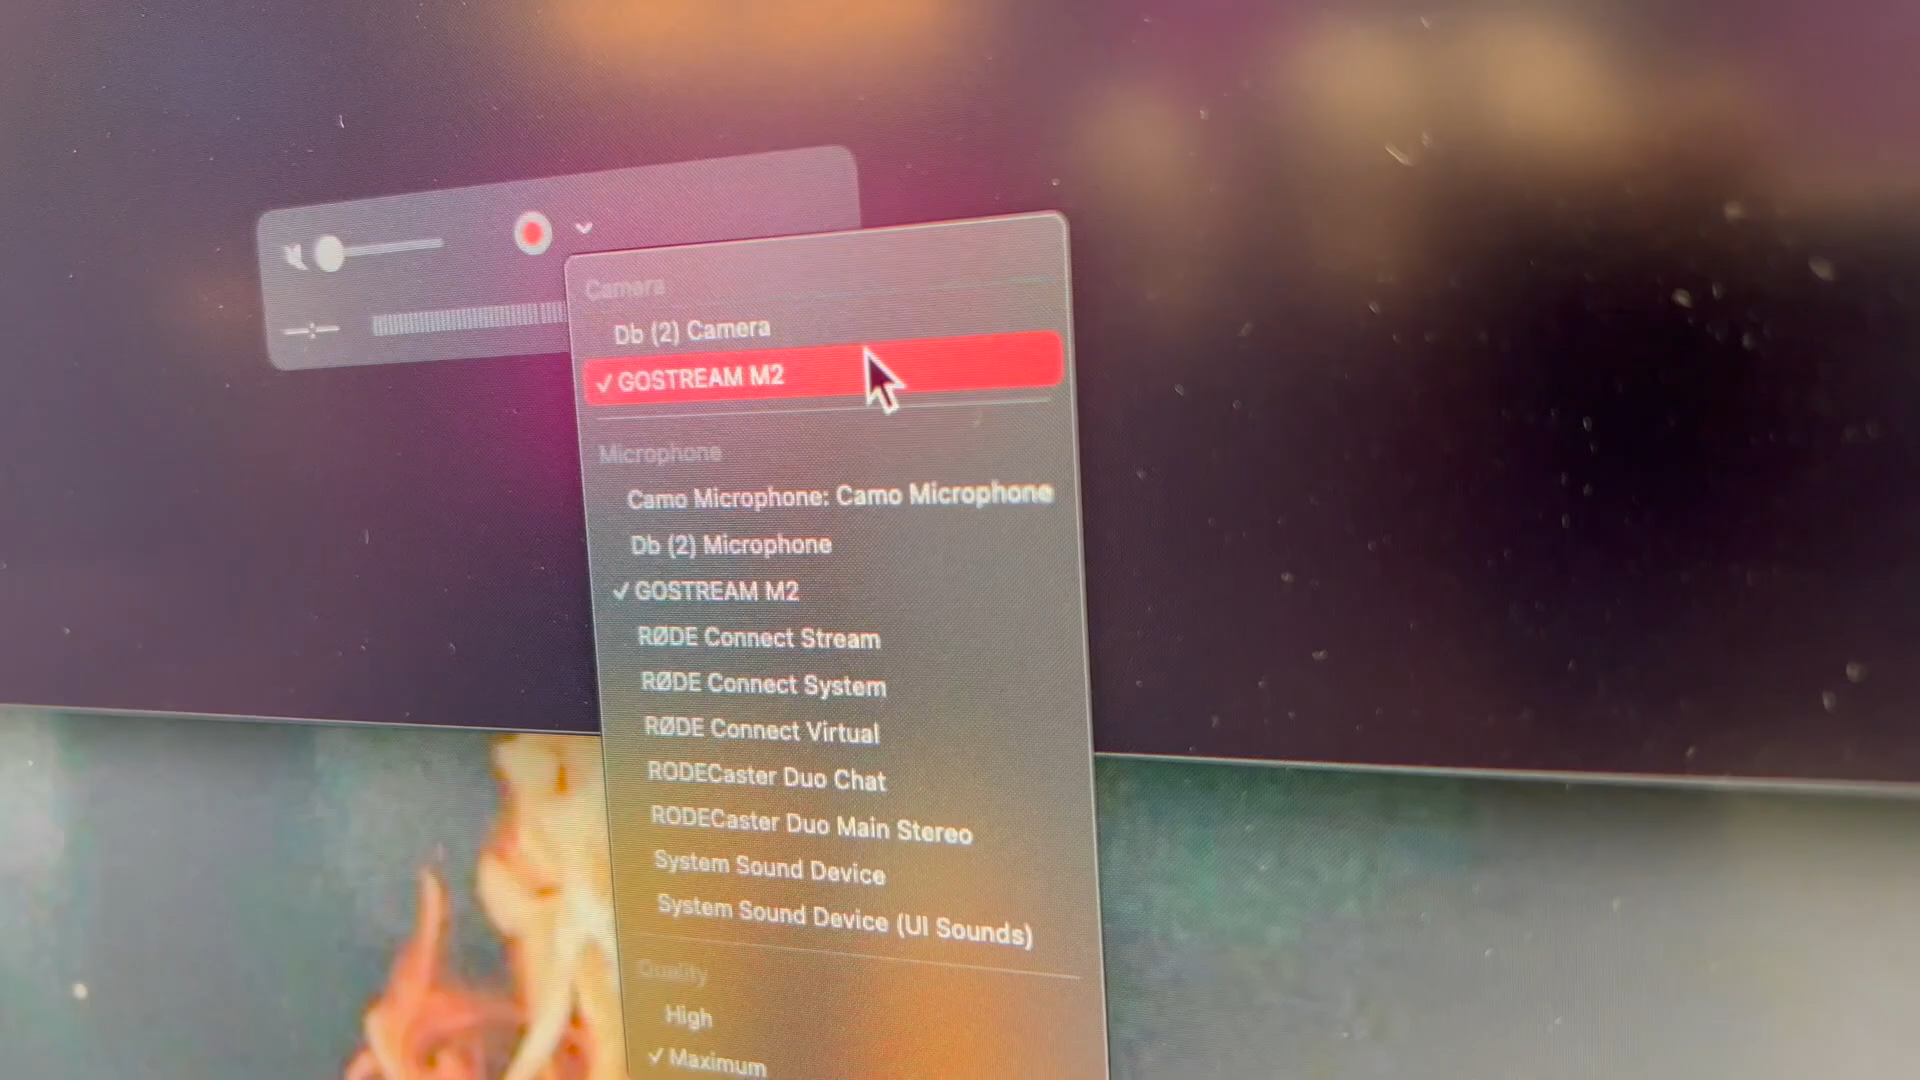 Camera
Db (2) Camera
✓ GOSTREAM M2
Microphone
Camo Microphone: Camo Microphone
Db (2) Microphone
✓ GOSTREAM M2
RØDE Connect Stream
RØDE Connect System
RØDE Connect Virtual
RODECaster Duo Chat
RODECaster Duo Main Stereo
System Sound Device
System Sound Device (UI Sounds)
Quality
High
✓ Maximum